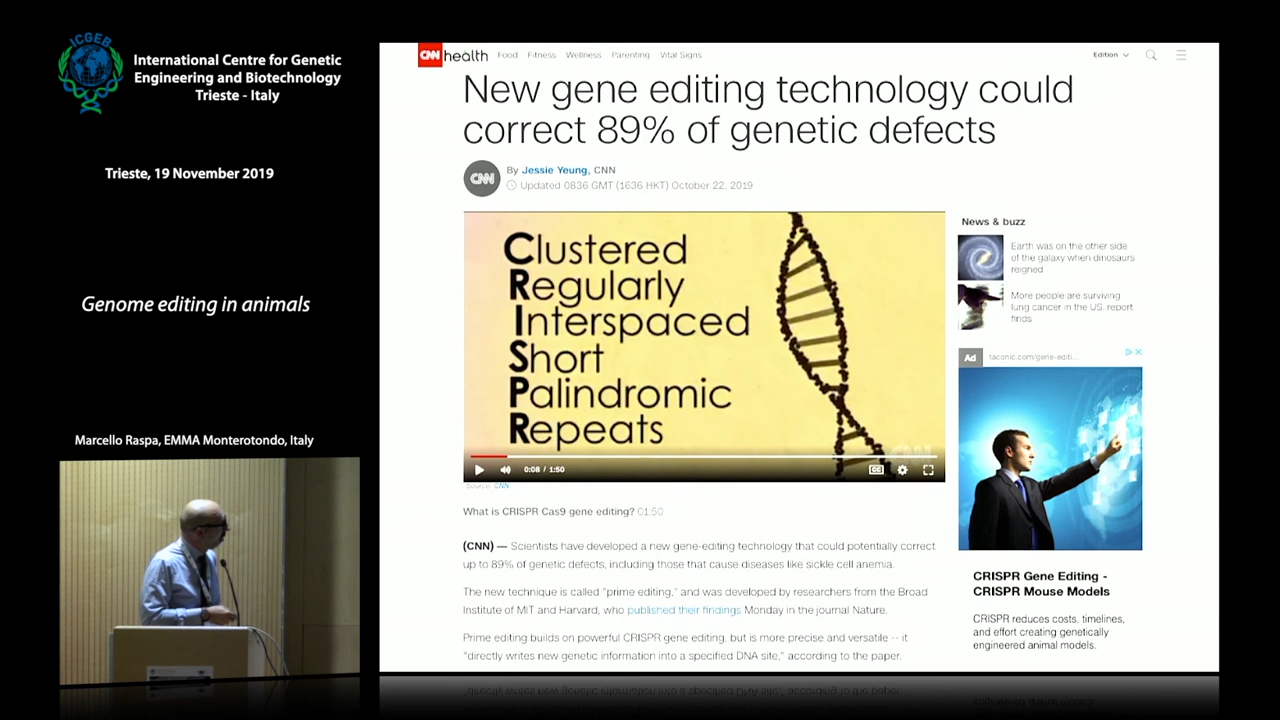 ICGEB
International Centre for Genetic
Engineering and Biotechnology
Trieste - Italy
Trieste, 19 November 2019
Genome editing in animals
Marcello Raspa, EMMA Monterotondo, Italy
CNN health Food Fitness Wellness Parenting Vital Signs
Edition
New gene editing technology could
correct 89% of genetic defects
CNN
By Jessie Yeung, CNN
Updated 0836 GMT (1636 HKT) October 22, 2019
Clustered
Regularly
Interspaced
Short
Palindromic
Repeats
CNN
0:08 / 1:50
CC
Source: CNN
What is CRISPR Cas9 gene editing? 01:50
(CNN) — Scientists have developed a new gene-editing technology that could potentially correct
up to 89% of genetic defects, including those that cause diseases like sickle cell anemia.
The new technique is called "prime editing," and was developed by researchers from the Broad
Institute of MIT and Harvard, who published their findings Monday in the journal Nature.
Prime editing builds on powerful CRISPR gene editing, but is more precise and versatile -- it
"directly writes new genetic information into a specified DNA site," according to the paper.
News & buzz
Earth was on the other side
of the galaxy when dinosaurs
reigned
More people are surviving
lung cancer in the US, report
finds
Ad taconic.com/gene-editi...
CRISPR Gene Editing -
CRISPR Mouse Models
CRISPR reduces costs, timelines,
and effort creating genetically
engineered animal models.